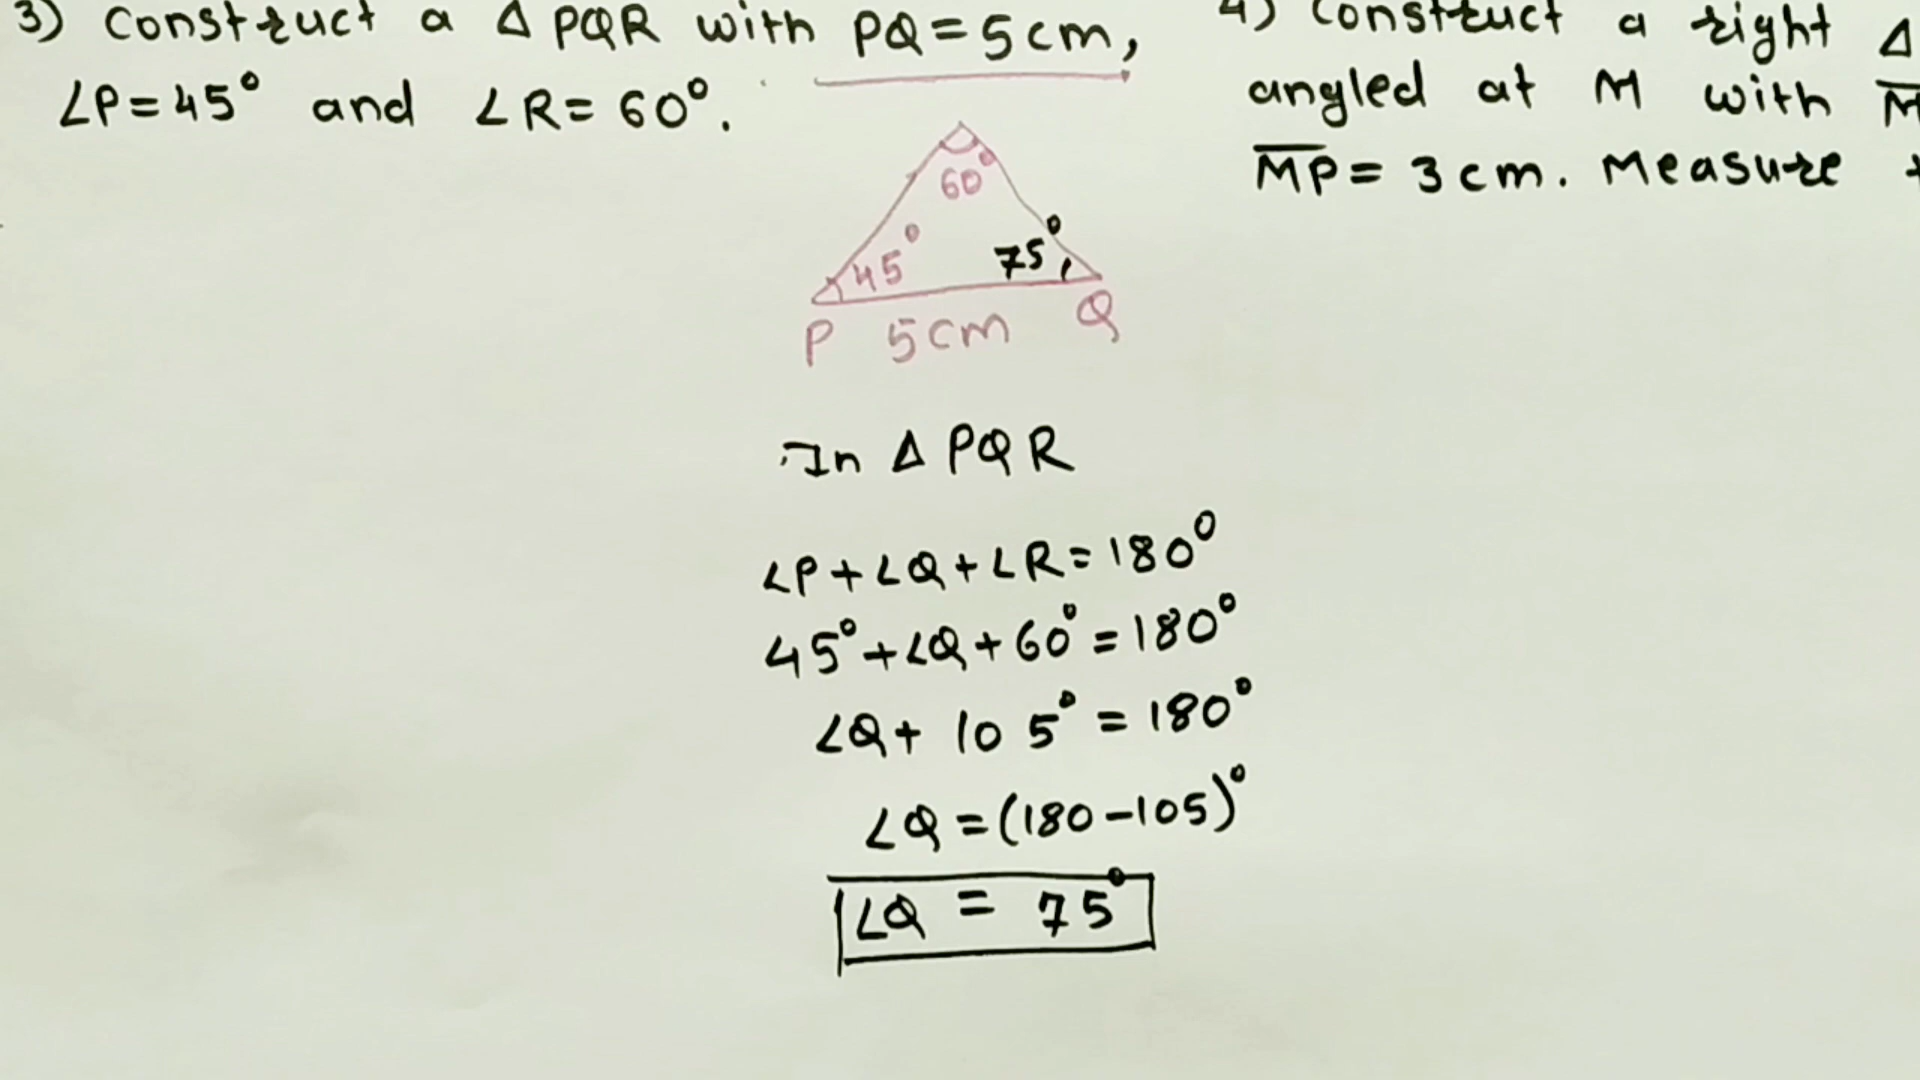 3) Construct a Δ PQR with PQ=5cm,
∠P=45° and ∠R=60°.
4) Construct a right Δ
angled at M with
MP= 3cm. Measure
60°
45°
75°
P 5cm Q
In Δ PQR
∠P+∠Q+∠R=180°
45°+∠Q+60°=180°
∠Q+105°=180°
∠Q=(180-105)°
∠Q = 75°